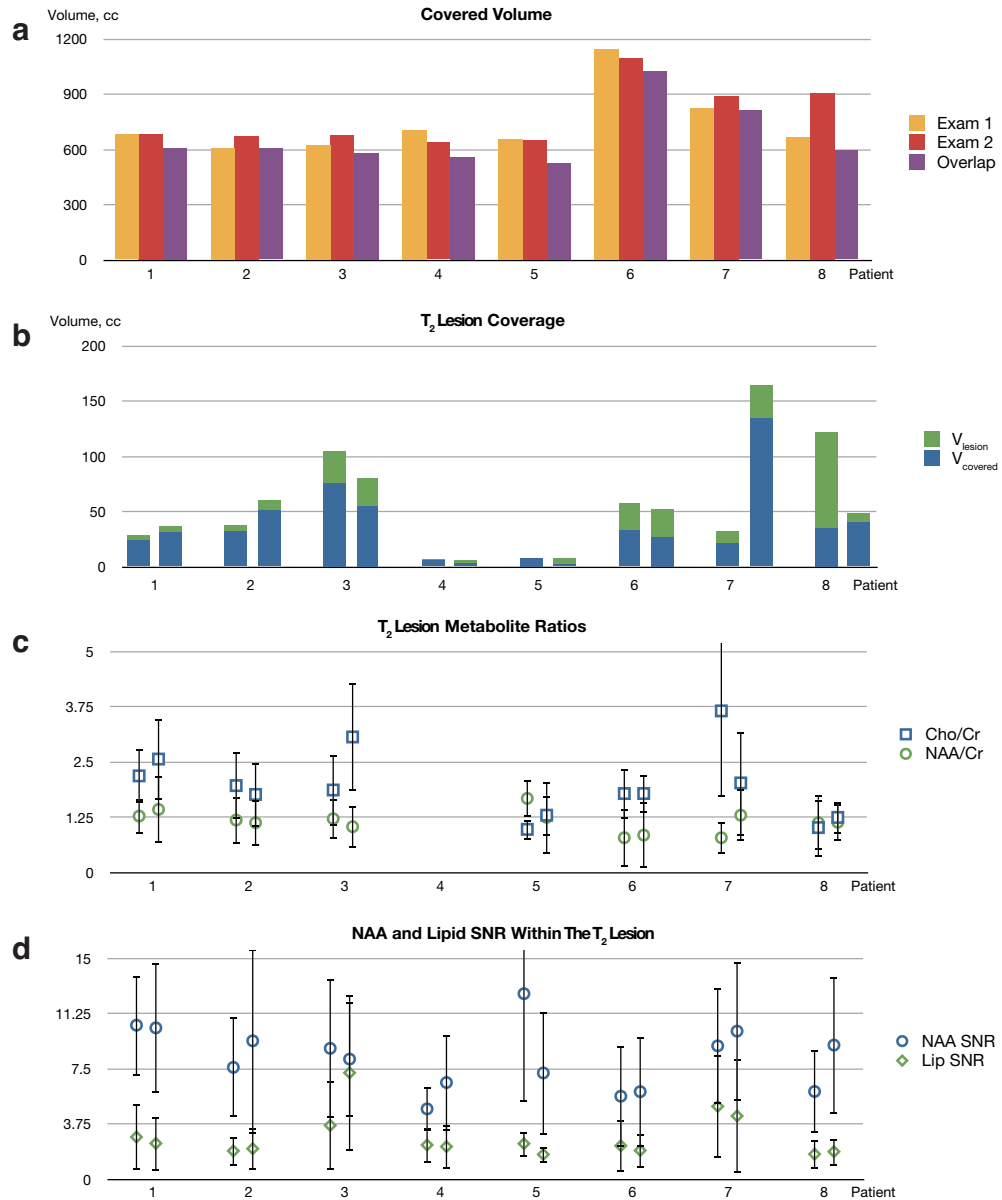 a
Volume, cc
Covered Volume
1200
900
600
300
0
1 2 3 4 5 6 7 8 Patient
Exam 1
Exam 2
Overlap
b
Volume, cc
T2 Lesion Coverage
200
150
100
50
0
1 2 3 4 5 6 7 8 Patient
Vlesion
Vcovered
c
T2 Lesion Metabolite Ratios
5
3.75
2.5
1.25
0
1 2 3 4 5 6 7 8 Patient
Cho/Cr
NAA/Cr
d
NAA and Lipid SNR Within The T2 Lesion
15
11.25
7.5
3.75
0
1 2 3 4 5 6 7 8 Patient
NAA SNR
Lip SNR